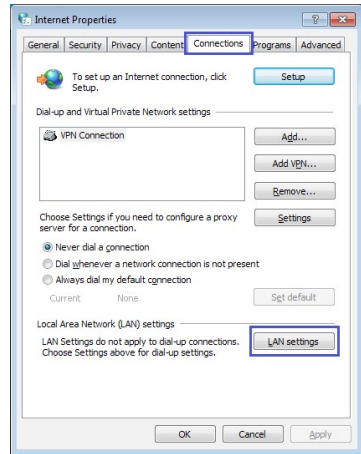 Internet Properties
General Security Privacy Content Connections Programs Advanced
To set up an Internet connection, click Setup
Setup.
Dial-up and Virtual Private Network settings
VPN Connection
Add...
Add VPN...
Remove...
Choose Settings if you need to configure a proxy Settings
server for a connection.
Never dial a connection
Dial whenever a network connection is not present
Always dial my default connection
Current None Set default
Local Area Network (LAN) settings
LAN Settings do not apply to dial-up connections. LAN settings
Choose Settings above for dial-up settings.
OK Cancel Apply